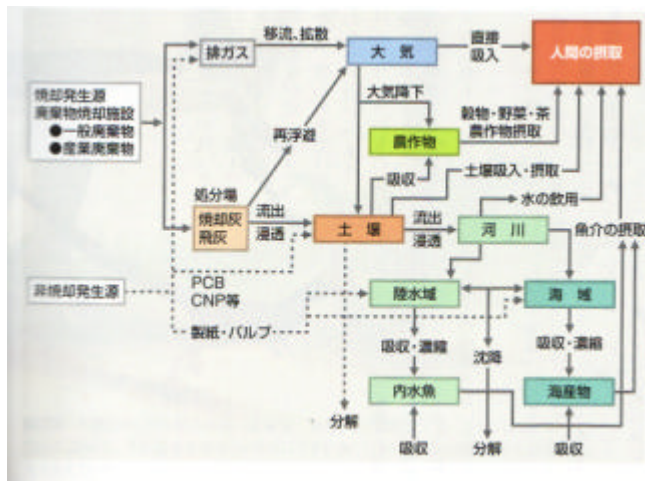 排ガス
移流、拡散
大 気
直接
吸入
人間の摂取
焼却発生源
廃棄物焼却施設
●一般廃棄物
●産業廃棄物
大気降下
穀物・野菜・茶
農作物摂取
再浮遊
農作物
土壌吸入・摂取
吸収
処分場
焼却灰
飛灰
流出
浸透
土 壌
流出
浸透
水の飲用
河 川
魚介の摂取
非焼却発生源
PCB
CNP等
製紙・パルプ
陸水域
海 域
吸収・濃縮
沈降
吸収・濃縮
内水魚
海産物
分解
吸収
分解
吸収